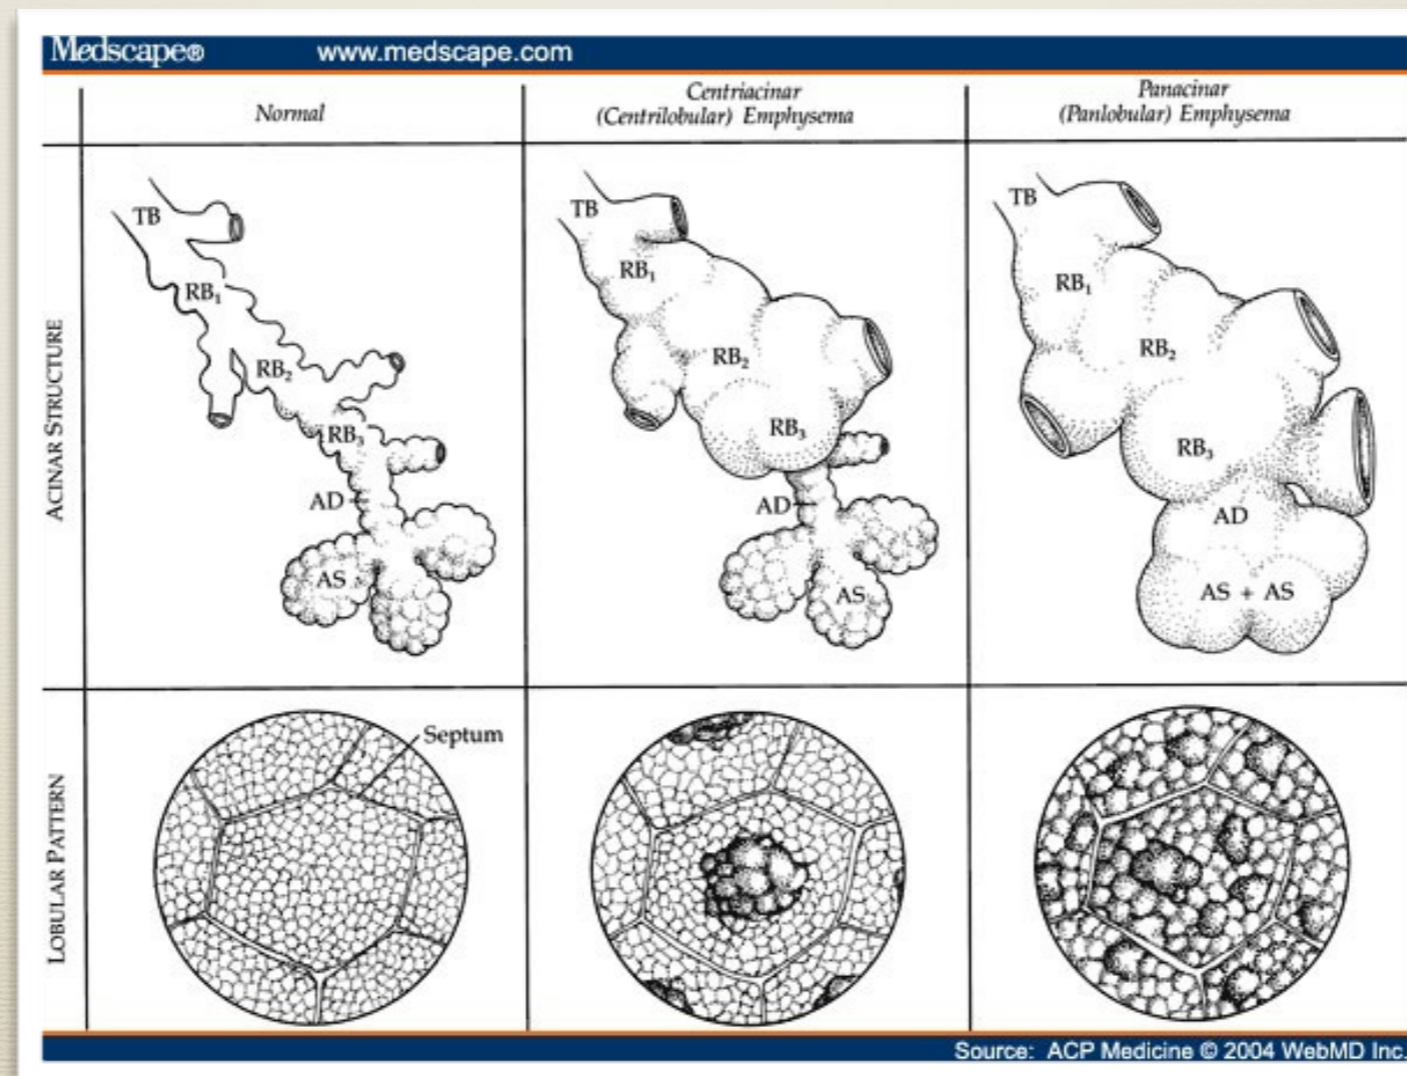 Medscape® www.medscape.com
Normal
Centriacinar
(Centrilobular) Emphysema
Panacinar
(Panlobular) Emphysema
ACINAR STRUCTURE
TB
RB₁
RB₂
RB₃
AD
AS
TB
RB₁
RB₂
RB₃
AD
AS
TB
RB₁
RB₂
RB₃
AD
AS + AS
LOBULAR PATTERN
Septum
Source: ACP Medicine © 2004 WebMD Inc.